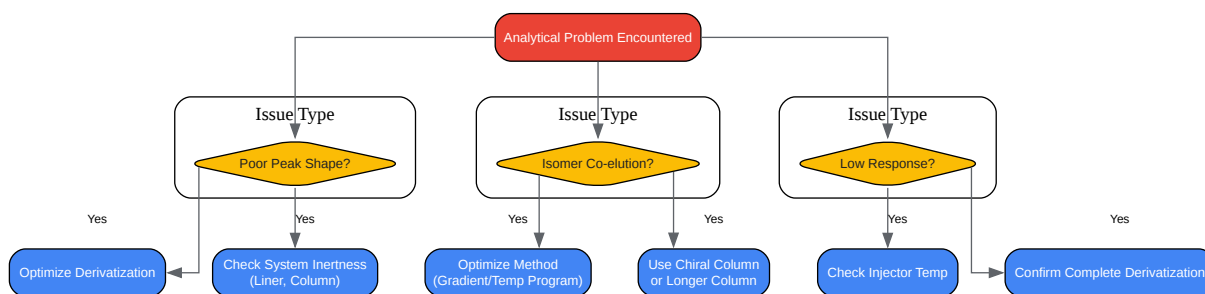 Analytical Problem Encountered
Issue Type
Issue Type
Issue Type
Poor Peak Shape?
Isomer Co-elution?
Low Response?
Yes
Yes
Yes
Yes
Yes
Yes
Optimize Derivatization
Check System Inertness
(Liner, Column)
Optimize Method
(Gradient/Temp Program)
Use Chiral Column
or Longer Column
Check Injector Temp
Confirm Complete Derivatization